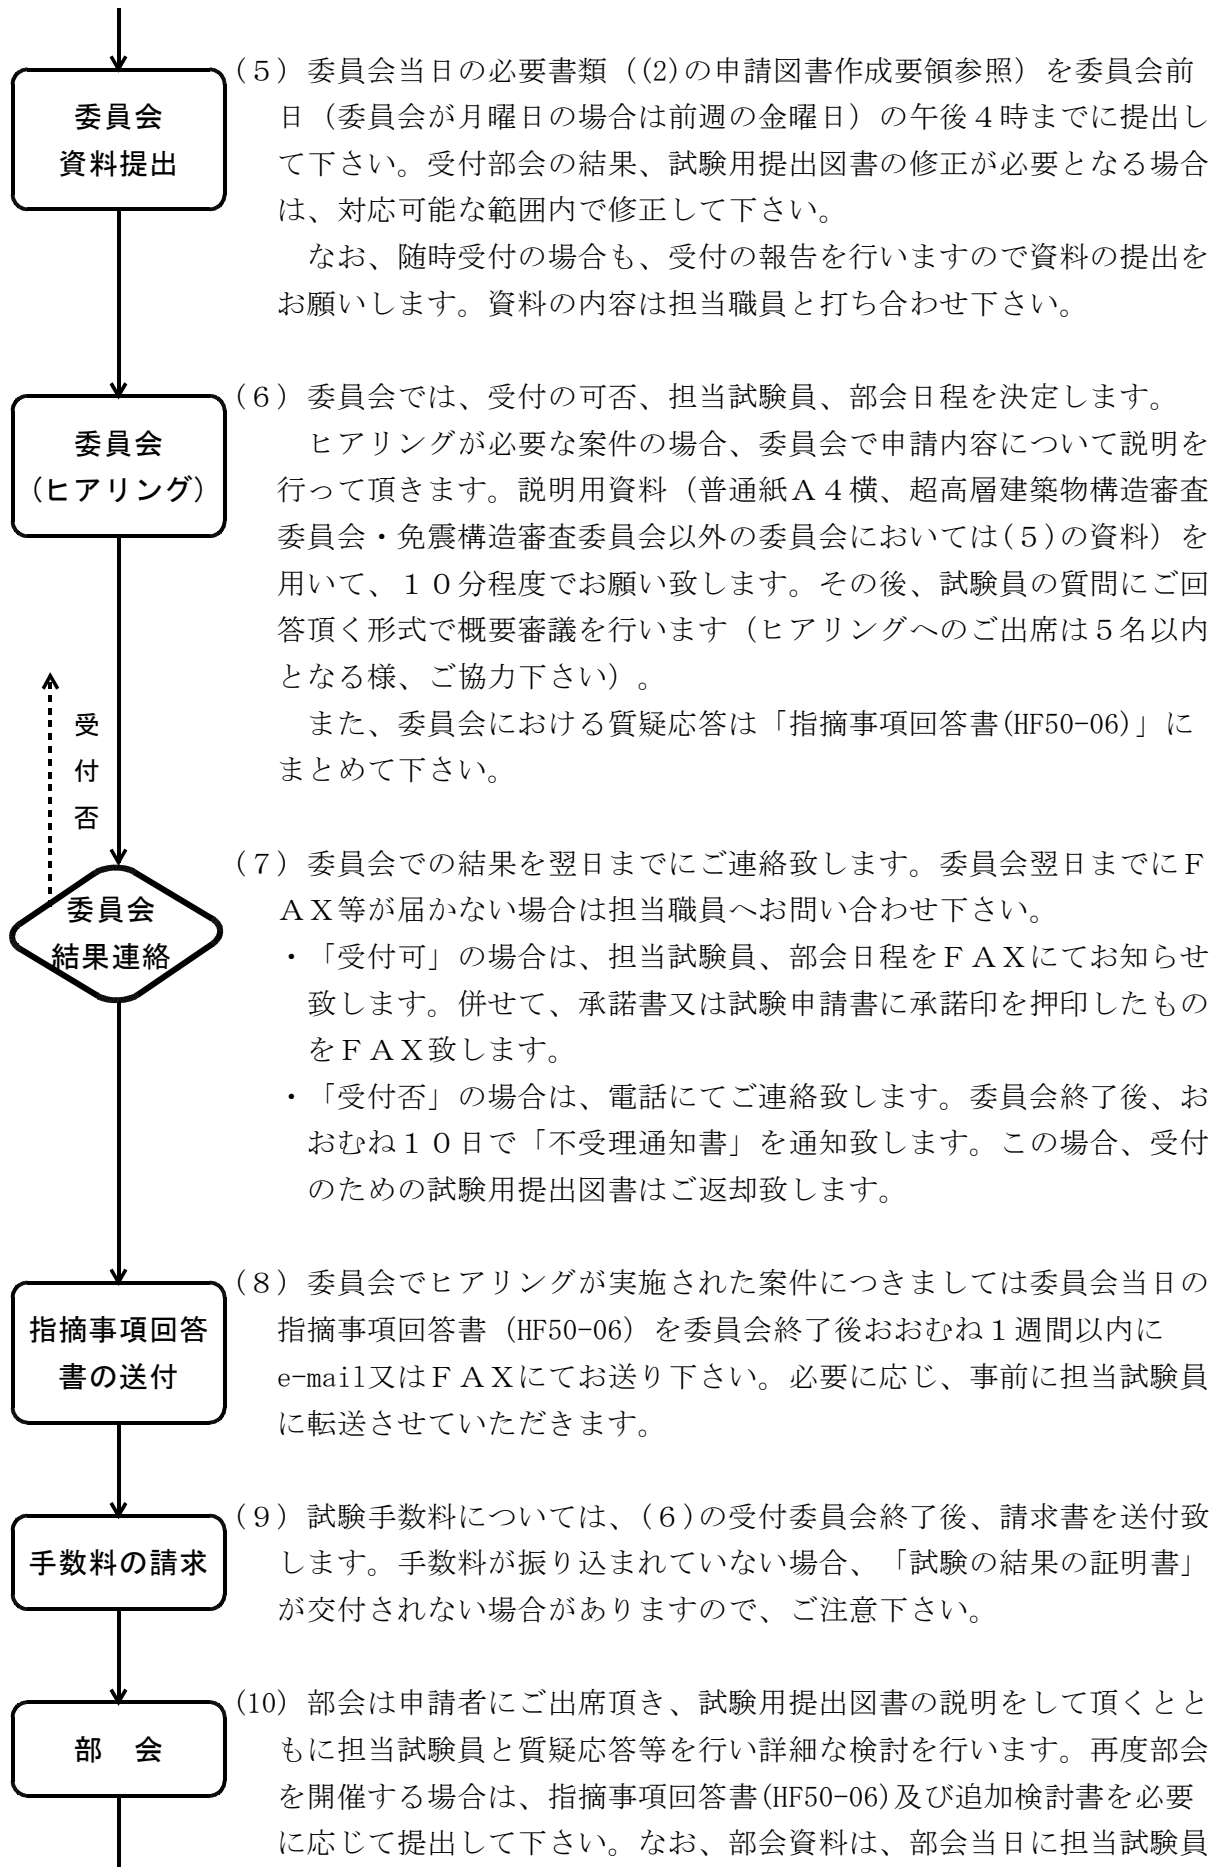 委員会
資料提出
(５) 委員会当日の必要書類 ((2)の申請図書作成要領参照) を委員会前
日（委員会が月曜日の場合は前週の金曜日）の午後４時までに提出し
て下さい。受付部会の結果、試験用提出図書の修正が必要となる場合
は、対応可能な範囲内で修正して下さい。
なお、随時受付の場合も、受付の報告を行いますので資料の提出を
お願いします。資料の内容は担当職員と打ち合わせ下さい。
委員会
(ヒアリング)
(６) 委員会では、受付の可否、担当試験員、部会日程を決定します。
ヒアリングが必要な案件の場合、委員会で申請内容について説明を
行って頂きます。説明用資料（普通紙Ａ４横、超高層建築物構造審査
委員会・免震構造審査委員会以外の委員会においては(５)の資料）を
用いて、１０分程度でお願い致します。その後、試験員の質問にご回
答頂く形式で概要審議を行います（ヒアリングへのご出席は５名以内
となる様、ご協力下さい）。
また、委員会における質疑応答は「指摘事項回答書(HF50-06)」に
まとめて下さい。
受
付
否
委員会
結果連絡
(７) 委員会での結果を翌日までにご連絡致します。委員会翌日までにＦ
ＡＸ等が届かない場合は担当職員へお問い合わせ下さい。
・「受付可」の場合は、担当試験員、部会日程をＦＡＸにてお知らせ
致します。併せて、承諾書又は試験申請書に承諾印を押印したもの
をＦＡＸ致します。
・「受付否」の場合は、電話にてご連絡致します。委員会終了後、お
おむね１０日で「不受理通知書」を通知致します。この場合、受付
のための試験用提出図書はご返却致します。
指摘事項回答
書の送付
(８) 委員会でヒアリングが実施された案件につきましては委員会当日の
指摘事項回答書 (HF50-06) を委員会終了後おおむね１週間以内に
e-mail又はＦＡＸにてお送り下さい。必要に応じ、事前に担当試験員
に転送させていただきます。
手数料の請求
(９) 試験手数料については、(６)の受付委員会終了後、請求書を送付致
します。手数料が振り込まれていない場合、「試験の結果の証明書」
が交付されない場合がありますので、ご注意下さい。
部　会
(10) 部会は申請者にご出席頂き、試験用提出図書の説明をして頂くとと
もに担当試験員と質疑応答等を行い詳細な検討を行います。再度部会
を開催する場合は、指摘事項回答書(HF50-06)及び追加検討書を必要
に応じて提出して下さい。なお、部会資料は、部会当日に担当試験員